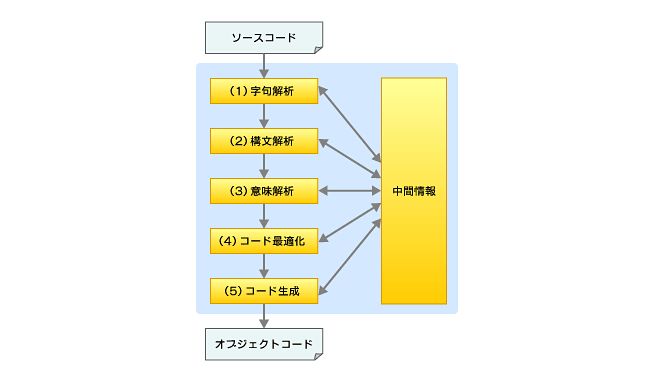 ソースコード
(1)字句解析
(2)構文解析
(3)意味解析
(4)コード最適化
(5)コード生成
中間情報
オブジェクトコード